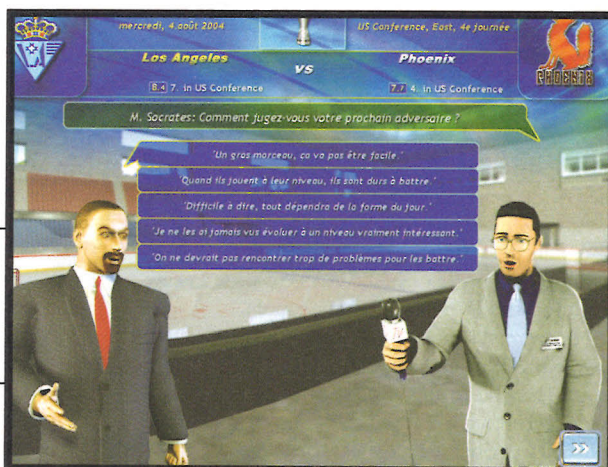 mercredi, 4 août 2004
US Conference, East, 4e journée
Los Angeles
vs
Phoenix
7. in US Conference
4. in US Conference
PHOENIX
M. Socrates: Comment jugez-vous votre prochain adversaire ?
"Un gros morceau, ca va pas être facile."
"Quand ils jouent à leur niveau, ils sont durs à battre."
"Difficile à dire, tout dépendra de la forme du jour."
"Je ne les ai jamais vus évoluer à un niveau vraiment intéressant."
"On ne devrait pas rencontrer trop de problèmes pour les battre."